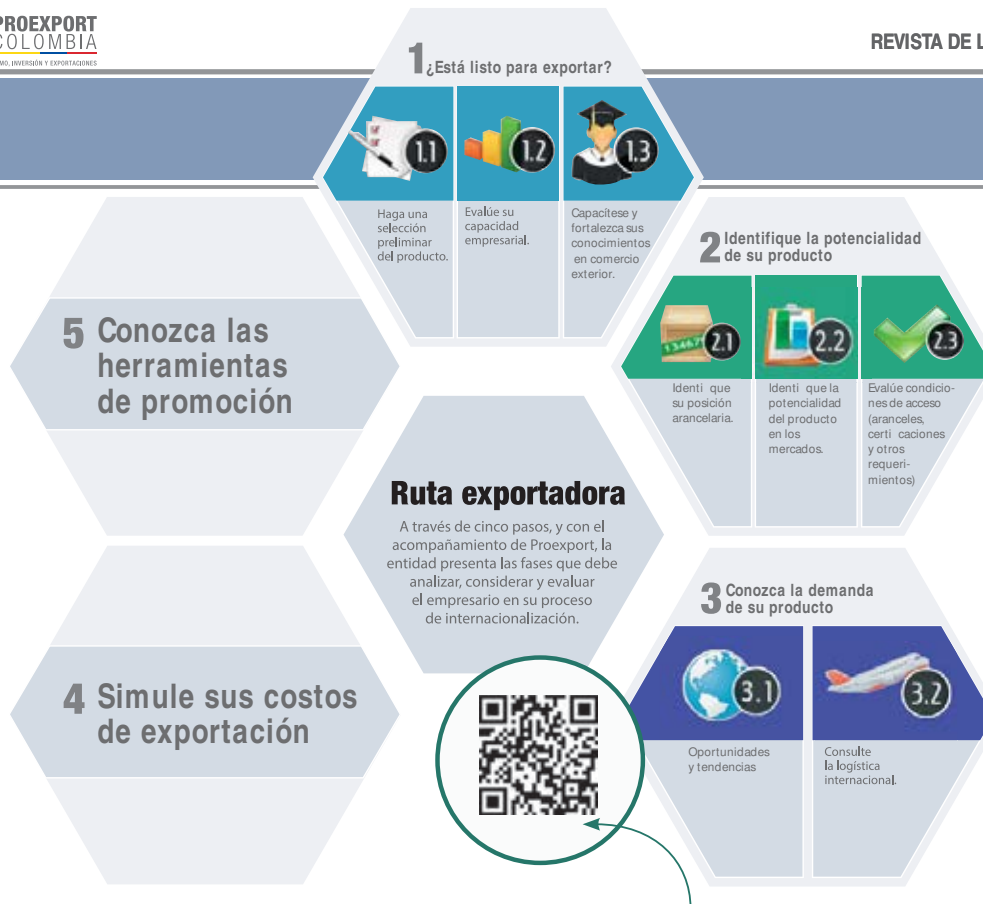 PROEXPORT
COLOMBIA
MO, INVERSIÓN Y EXPORTACIONES
REVISTA DE L
1 ¿Está listo para exportar?
1.1
1.2
1.3
Haga una
selección
preliminar
del producto.
Evalúe su
capacidad
empresarial.
Capacítese y
fortalezca sus
conocimientos
en comercio
exterior.
2 Identifique la potencialidad
de su producto
2.1
2.2
2.3
Identi que
su posición
arancelaria.
Identi que la
potencialidad
del producto
en los
mercados.
Evalúe condicio-
nes de acceso
(aranceles,
certi caciones
y otros
requeri-
mientos)
3 Conozca la demanda
de su producto
3.1
3.2
Oportunidades
y tendencias
Consulte
la logística
internacional.
4 Simule sus costos
de exportación
5 Conozca las
herramientas
de promoción
Ruta exportadora
A través de cinco pasos, y con el
acompañamiento de Proexport, la
entidad presenta las fases que debe
analizar, considerar y evaluar
el empresario en su proceso
de internacionalización.